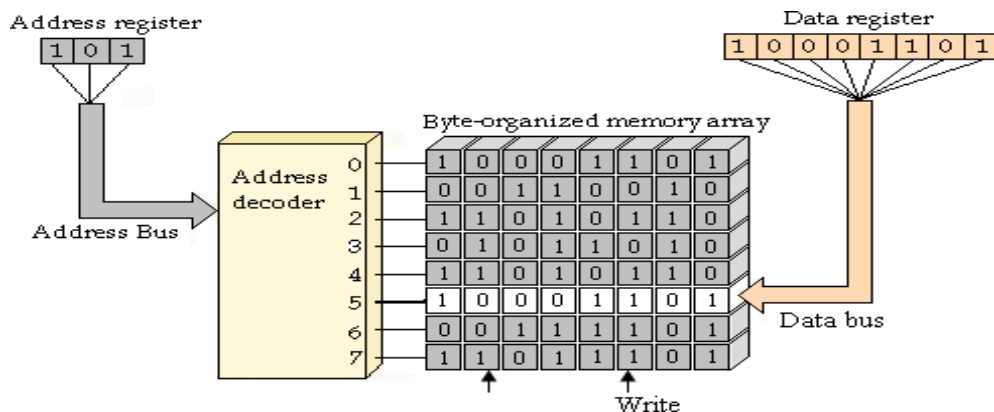 Address register
1 0 1
Data register
1 0 0 0 1 1 0 1
Byte-organized memory array
Address
decoder
Address Bus
0 1 0 0 0 1 1 0 1
1 0 0 1 1 0 0 1 0
2 1 1 0 1 0 1 1 0
3 0 1 0 1 1 0 1 0
4 1 1 0 1 0 1 1 0
5 1 0 0 0 1 1 0 1
6 0 0 1 1 1 1 0 1
7 1 1 0 1 1 1 0 1
Data bus
Write